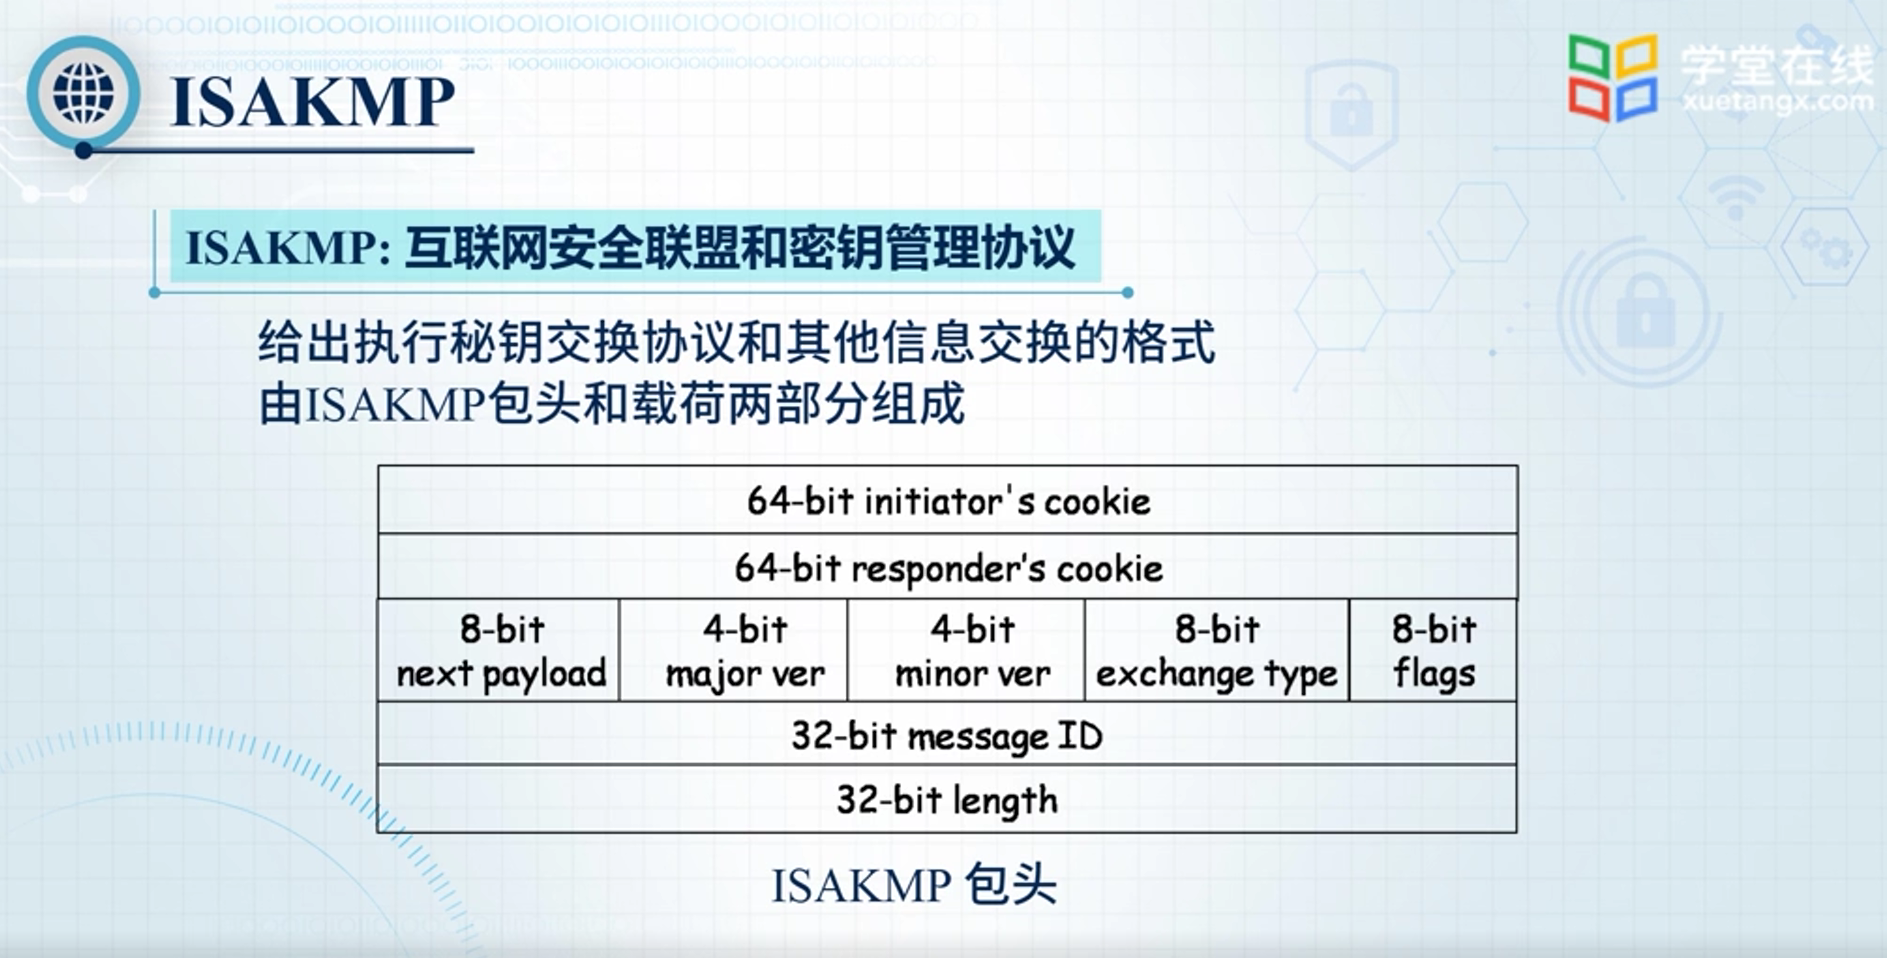 ISAKMP
学堂在线
xuetangx.com
ISAKMP: 互联网安全联盟和密钥管理协议
给出执行秘钥交换协议和其他信息交换的格式
由ISAKMP包头和载荷两部分组成
64-bit initiator's cookie
64-bit responder's cookie
8-bit next payload
4-bit major ver
4-bit minor ver
8-bit exchange type
8-bit flags
32-bit message ID
32-bit length
ISAKMP 包头